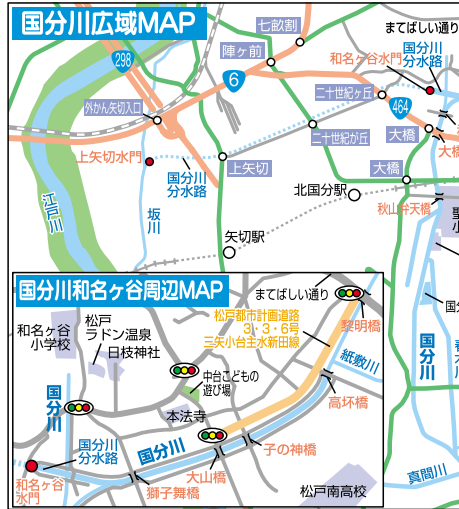 国分川広域MAP
七畝割
まてばしい通り
陣ヶ前
国分川
分水路
和名ヶ谷水門
298
6
二十世紀ヶ丘
464
外かん矢切入口
大橋
大橋
二十世紀が丘
上矢切水門
国分川
分水路
上矢切
大橋
北国分駅
秋山弁天橋
江戸川
坂川
矢切駅
国分川
真間川
国分川和名ヶ谷周辺MAP
まてばしい通り
松戸都市計画道路
3・3・6号
三矢小台主水新田線
黎明橋
和名ヶ谷
小学校
松戸
ラドン温泉
日枝神社
紙敷川
中台こどもの
遊び場
国分川
高坏橋
本法寺
国分川
分水路
国分川
子の神橋
大山橋
和名ヶ谷
水門
獅子舞橋
松戸南高校